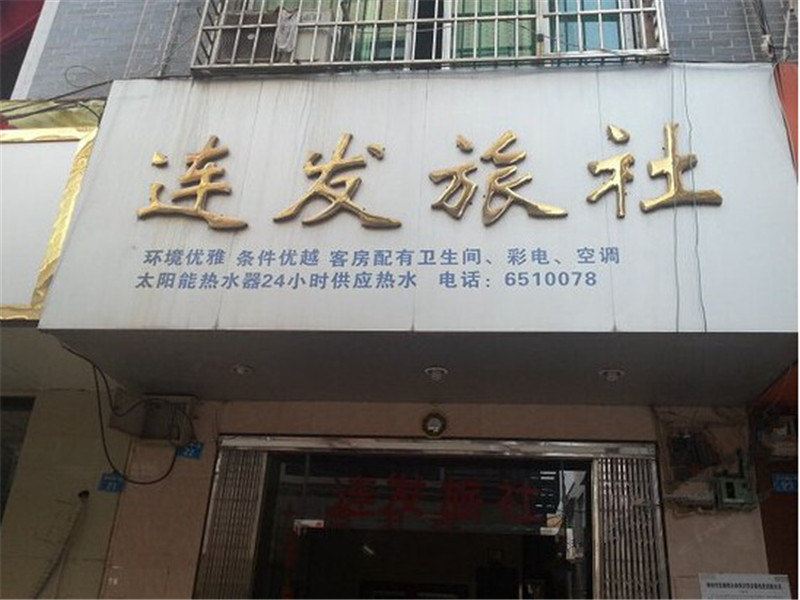 连发旅社
环境优雅 条件优越 客房配有卫生间、彩电、空调
太阳能热水器24小时供应热水 电话：6510078
连发旅社